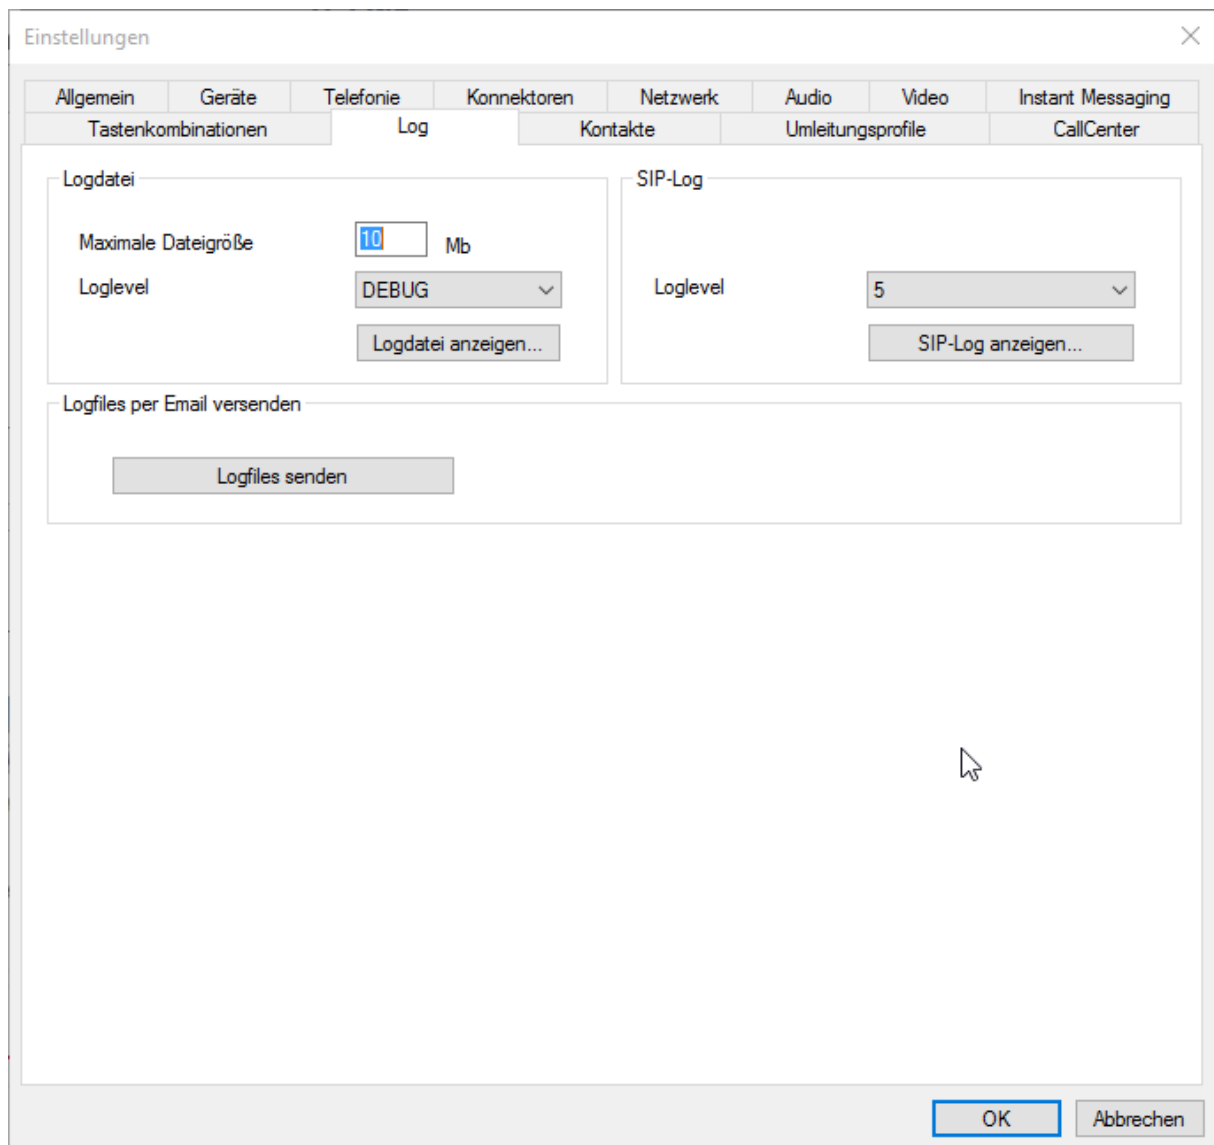 Einstellungen
Allgemein Geräte Telefonie Konnektoren Netzwerk Audio Video Instant Messaging
Tastenkombinationen Log Kontakte Umleitungsprofile CallCenter
Logdatei SIP-Log
Maximale Dateigröße 10 Mb
Loglevel DEBUG Loglevel 5
Logdatei anzeigen... SIP-Log anzeigen...
Logfiles per Email versenden
Logfiles senden
OK Abbrechen